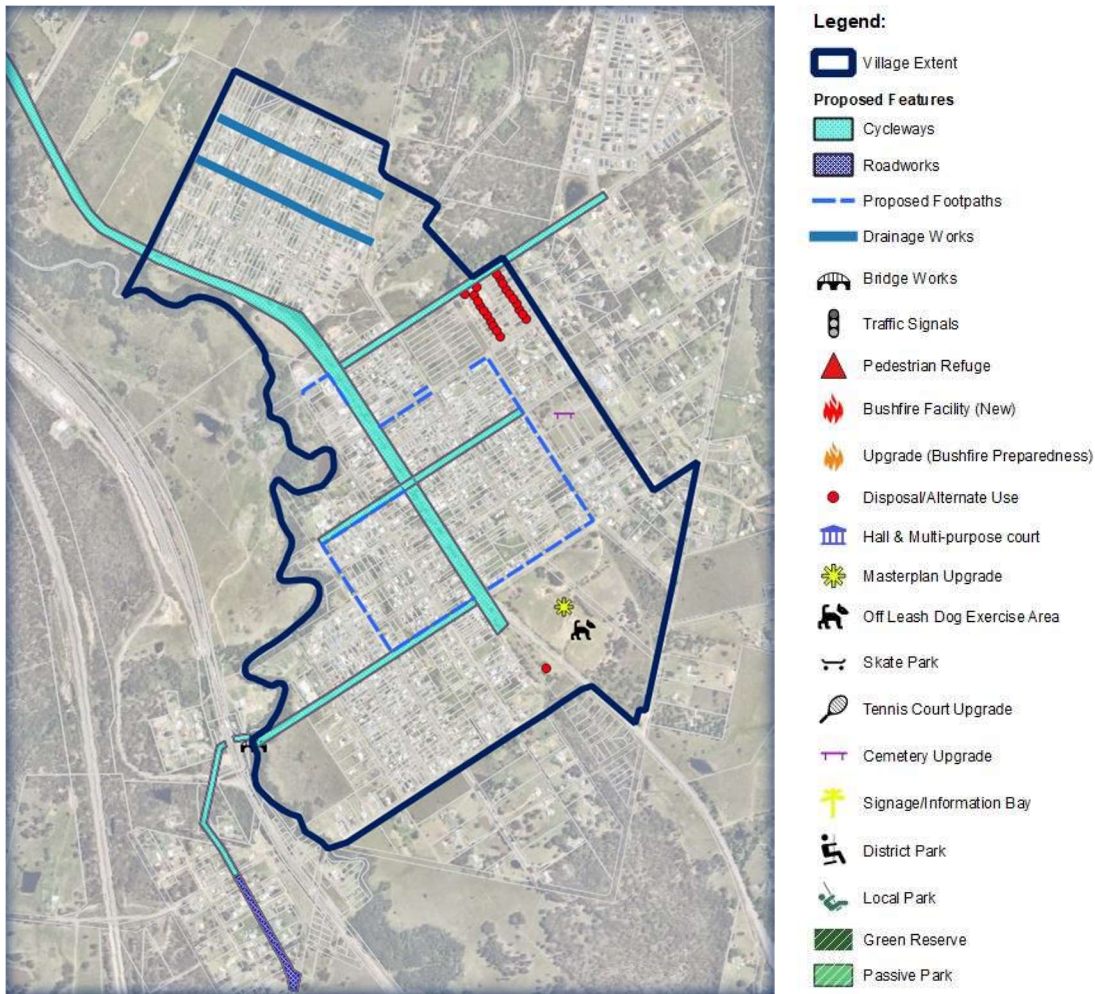 Legend:
Village Extent
Proposed Features
Cycleways
Roadworks
Proposed Footpaths
Drainage Works
Bridge Works
Traffic Signals
Pedestrian Refuge
Bushfire Facility (New)
Upgrade (Bushfire Preparedness)
Disposal/Alternate Use
Hall & Multi-purpose court
Masterplan Upgrade
Off Leash Dog Exercise Area
Skate Park
Tennis Court Upgrade
Cemetery Upgrade
Signage/Information Bay
District Park
Local Park
Green Reserve
Passive Park